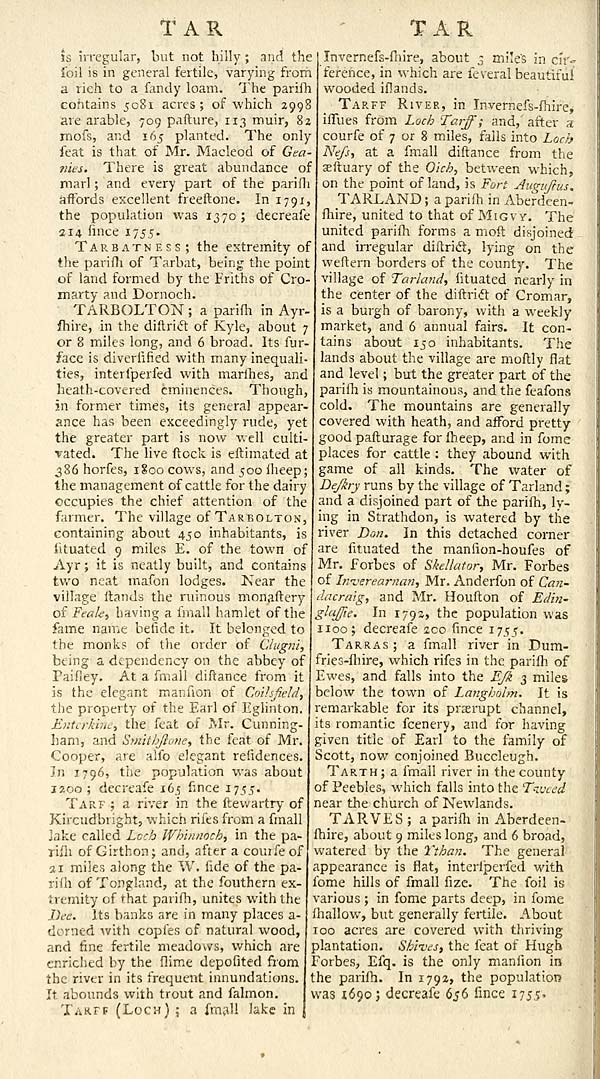 TAR
is irregular, but not hilly; and the
ſoil is in general fertile, varying from
a rich to a ſandy loam. The pariſh
contains 5081 acres; of which 2998
are arable, 709 paſture, 113 muir, 82
moſs, and 165 planted. The only
ſeat is that of Mr. Macleod of Gea-
nies. There is great abundance of
marl; and every part of the pariſh
affords excellent freeſtone. In 1791,
the population was 1370; decreaſe
214 ſince 1755.
TARBATNESS; the extremity of
the pariſh of Tarbat, being the point
of land formed by the Friths of Cro-
marty and Dornoch.
TARBOLTON; a pariſh in Ayr-
ſhire, in the diſtrict of Kyle, about 7
or 8 miles long, and 6 broad. Its ſur-
face is diverſified with many inequali-
ties, interſperſed with marſhes, and
heath-covered eminences. Though,
in former times, its general appear-
ance has been exceedingly rude, yet
the greater part is now well culti-
vated. The live ſtock is eſtimated at
386 horſes, 1800 cows, and 500 ſheep;
the management of cattle for the dairy
occupies the chief attention of the
farmer. The village of TARBOLTON,
containing about 450 inhabitants, is
ſituated 9 miles E. of the town of
Ayr; it is neatly built, and contains
two neat maſon lodges. Near the
village ſtands the ruinous monaſtery
of Feale, having a ſmall hamlet of the
ſame name beſide it. It belonged to
the monks of the order of Clugni,
being a dependency on the abbey of
Paiſley. At a ſmall diſtance from it
is the elegant manſion of Coilsfield,
the property of the Earl of Eglinton.
Enterkine, the ſeat of Mr. Cunning-
ham, and Smithſtone, the ſeat of Mr.
Cooper, are alſo elegant reſidences.
In 1796, the population was about
1200; decreaſe 165 ſince 1755.
TARF; a river in the ſtewartry of
Kircudbright, which riſes from a ſmall
lake called Loch Whinnoch, in the pa-
riſh of Girthon; and, after a courſe of
21 miles along the W. ſide of the pa-
riſh of Tongland, at the ſouthern ex-
tremity of that pariſh, unites with the
Dee. Its banks are in many places a-
dorned with copſes of natural wood,
and fine fertile meadows, which are
enriched by the ſlime depoſited from
the river in its frequent innundations.
It abounds with trout and ſalmon.
TARFF (LOCH); a ſmall lake in
TAR
Inverneſs-ſhire, about 3 miles in cir-
ference, in which are ſeveral beautiful
wooded iſlands.
TARFF RIVER, in Inverneſs-ſhire,
iſſues from Loch Tarff; and, after a
courſe of 7 or 8 miles, falls into Loch
Neſs, at a ſmall diſtance from the
æſtuary of the Oich, between which,
on the point of land, is Fort Auguſtus.
TARLAND; a pariſh in Aberdeen-
ſhire, united to that of MIGVY. The
united pariſh forms a moſt disjoined
and irregular diſtrict, lying on the
weſtern borders of the county. The
village of Tarland, ſituated nearly in
the center of the diſtrict of Cromar,
is a burgh of barony, with a weekly
market, and 6 annual fairs. It con-
tains about 150 inhabitants. The
lands about the village are moſtly flat
and level; but the greater part of the
pariſh is mountainous, and the ſeaſons
cold. The mountains are generally
covered with heath, and afford pretty
good paſturage for ſheep, and in ſome
places for cattle: they abound with
game of all kinds. The water of
Deſkry runs by the village of Tarland;
and a disjoined part of the pariſh, ly-
ing in Strathdon, is watered by the
river Don. In this detached corner
are ſituated the manſion-houſes of
Mr. Forbes of Skellator, Mr. Forbes
of Inverearnan, Mr. Anderſon of Can-
dacraig, and Mr. Houſton of Edin-
glaſſie. In 1792, the population was
1100; decreaſe 200 ſince 1755.
TARRAS; a ſmall river in Dum-
fries-ſhire, which riſes in the pariſh of
Ewes, and falls into the Eſk 3 miles
below the town of Langholm. It is
remarkable for its prærupt channel,
its romantic ſcenery, and for having
given title of Earl to the family of
Scott, now conjoined Buccleugh.
TARTH; a ſmall river in the county
of Peebles, which falls into the Tweed
near the church of Newlands.
TARVES; a pariſh in Aberdeen-
ſhire, about 9 miles long, and 6 broad,
watered by the Ythan. The general
appearance is flat, interſperſed with
ſome hills of ſmall ſize. The ſoil is
various; in ſome parts deep, in ſome
ſhallow, but generally fertile. About
100 acres are covered with thriving
plantation. Shives, the ſeat of Hugh
Forbes, Eſq. is the only manſion in
the pariſh. In 1792, the population
was 1690; decreaſe 656 ſince 1755.